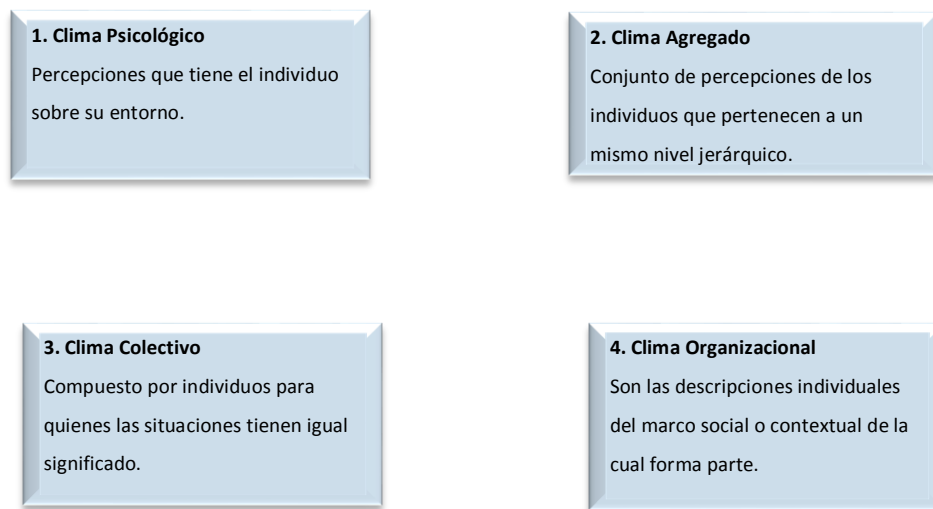 1. Clima Psicológico
Percepciones que tiene el individuo
sobre su entorno.
2. Clima Agregado
Conjunto de percepciones de los
individuos que pertenecen a un
mismo nivel jerárquico.
3. Clima Colectivo
Compuesto por individuos para
quienes las situaciones tienen igual
significado.
4. Clima Organizacional
Son las descripciones individuales
del marco social o contextual de la
cual forma parte.